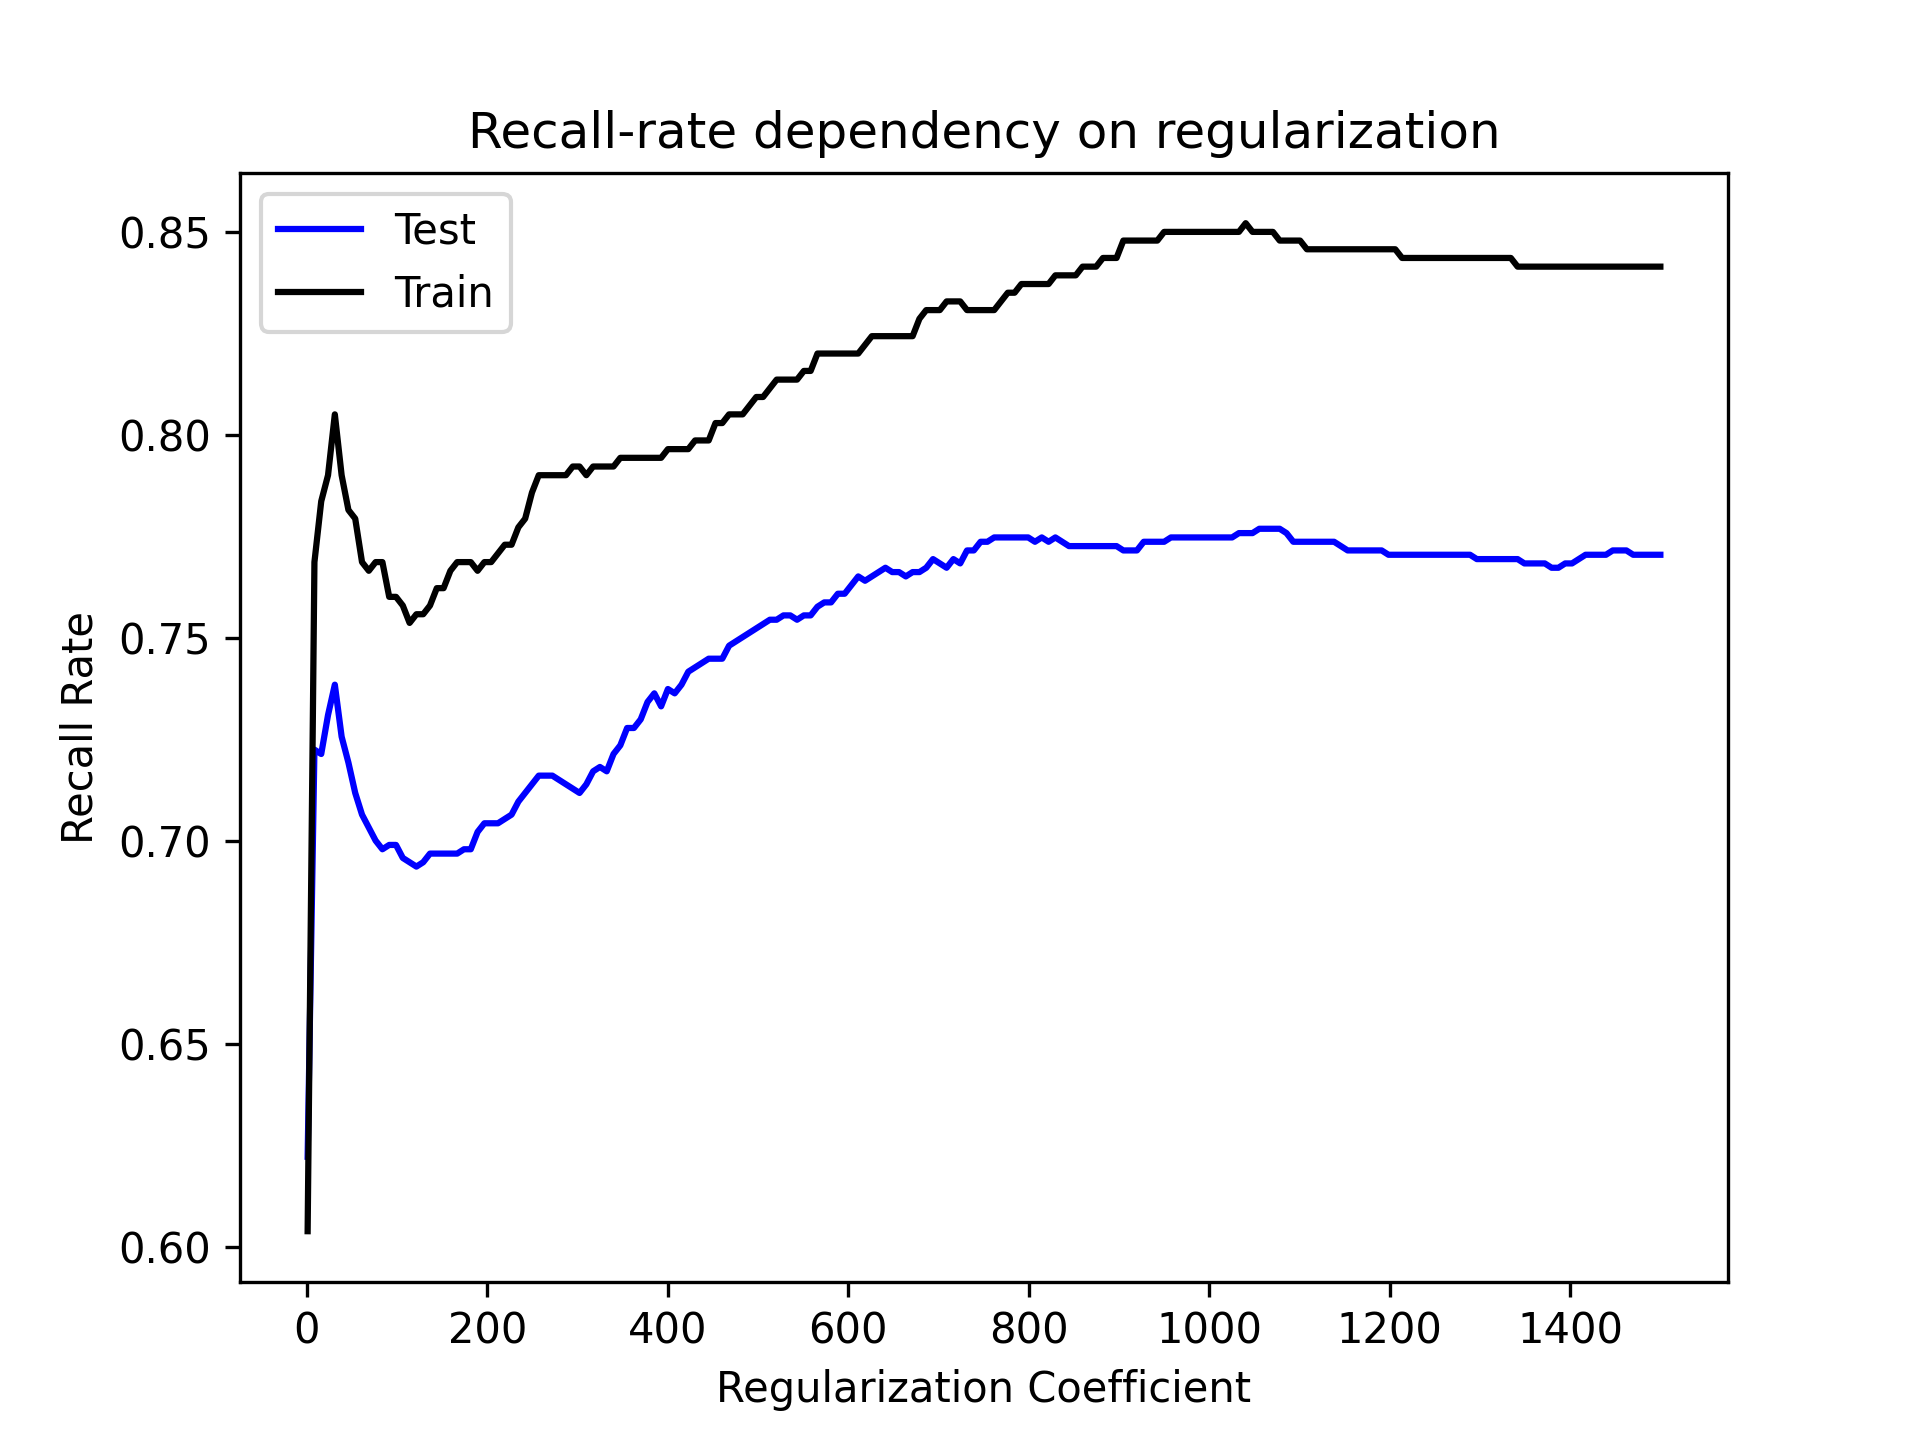 Recall-rate dependency on regularization
Test
Train
0.85
0.80
0.75
0.70
0.65
0.60
Recall Rate
0 200 400 600 800 1000 1200 1400
Regularization Coefficient